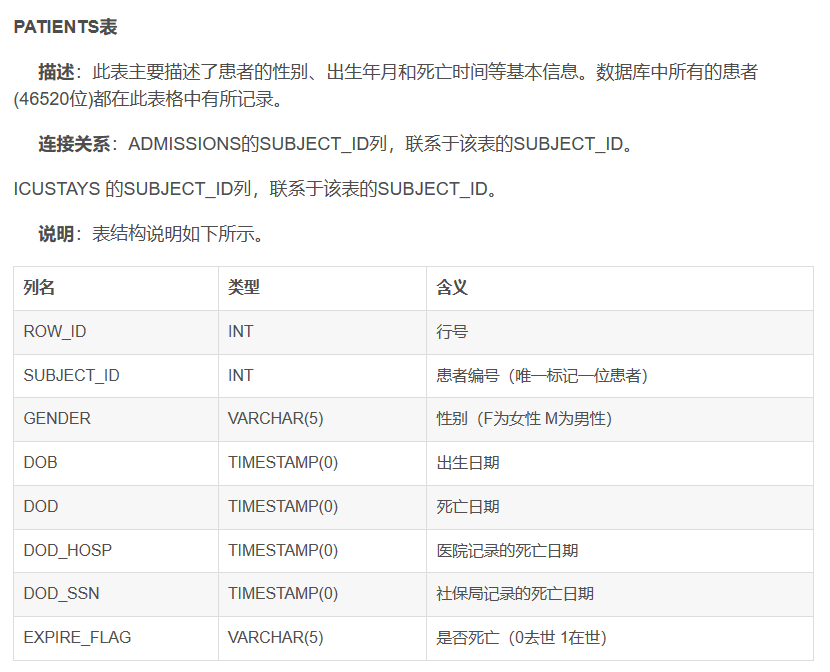 PATIENTS表
描述：此表主要描述了患者的性别、出生年月和死亡时间等基本信息。数据库中所有的患者
(46520位)都在此表格中有所记录。
连接关系：ADMISSIONS的SUBJECT_ID列，联系于该表的SUBJECT_ID。
ICUSTAYS 的SUBJECT_ID列，联系于该表的SUBJECT_ID。
说明：表结构说明如下所示。
列名 类型 含义
ROW_ID INT 行号
SUBJECT_ID INT 患者编号（唯一标记一位患者）
GENDER VARCHAR(5) 性别（F为女性 M为男性）
DOB TIMESTAMP(0) 出生日期
DOD TIMESTAMP(0) 死亡日期
DOD_HOSP TIMESTAMP(0) 医院记录的死亡日期
DOD_SSN TIMESTAMP(0) 社保局记录的死亡日期
EXPIRE_FLAG VARCHAR(5) 是否死亡（0去世 1在世）